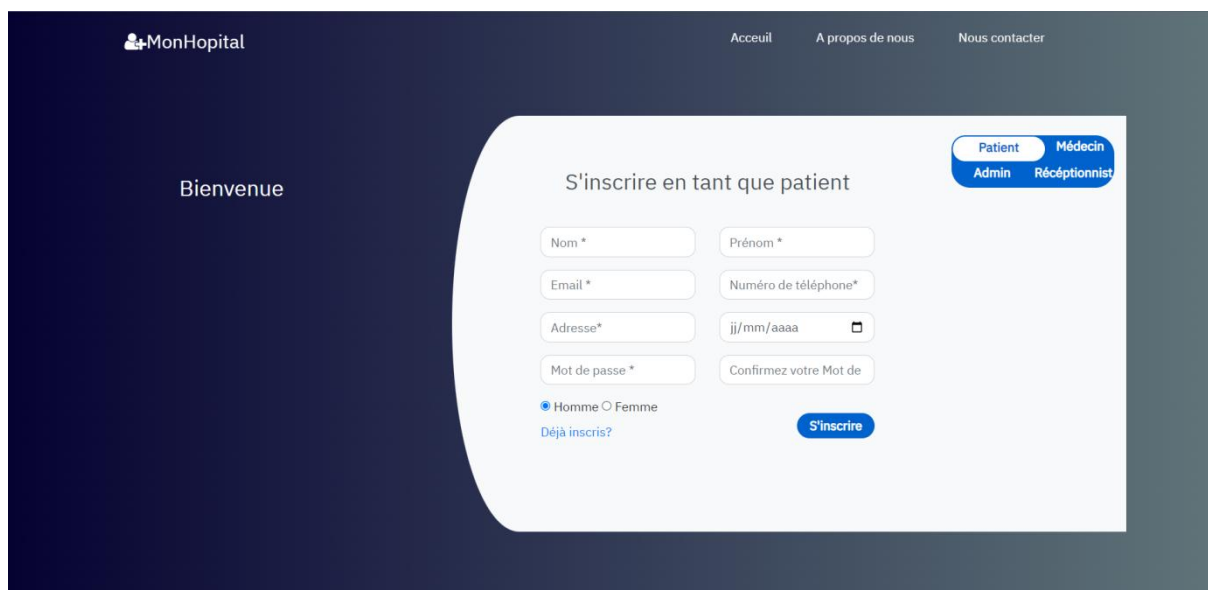 MonHopital
Acceuil A propos de nous Nous contacter
Patient Médecin
Admin Récéptionnist
Bienvenue
S'inscrire en tant que patient
Nom * Prénom *
Email * Numéro de téléphone*
Adresse* jj/mm/aaaa
Mot de passe * Confirmez votre Mot de
Homme Femme
Déjà inscris? S'inscrire